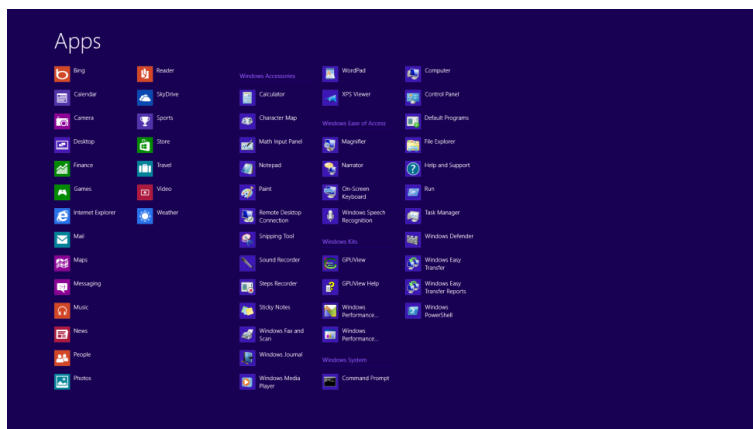 Apps
Bing
Calendar
Camera
Desktop
Finance
Games
Internet Explorer
Mail
Maps
Messaging
Music
News
People
Photos
Reader
SkyDrive
Sports
Store
Travel
Video
Weather
Windows Accessories
Calculator
Character Map
Math Input Panel
Notepad
Paint
Remote Desktop
Connection
Snipping Tool
Sound Recorder
Steps Recorder
Sticky Notes
Windows Fax and
Scan
Windows Journal
Windows Media
Player
WordPad
XPS Viewer
Windows Ease of Access
Magnifier
Narrator
On-Screen
Keyboard
Windows Speech
Recognition
Windows Kits
GPUView
GPUView Help
Windows
Performance...
Windows
Performance...
Windows System
Command Prompt
Computer
Control Panel
Default Programs
File Explorer
Help and Support
Run
Task Manager
Windows Defender
Windows Easy
Transfer
Windows Easy
Transfer Reports
Windows
PowerShell